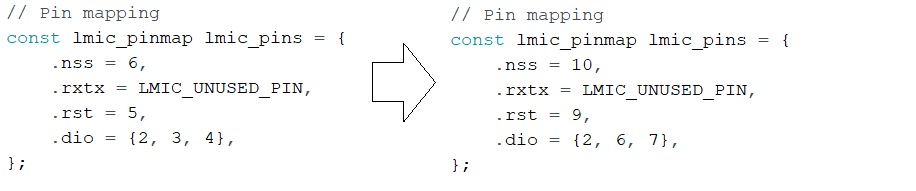 // Pin mapping
const lmic_pinmap lmic_pins = {
    .nss = 6,
    .rxtx = LMIC_UNUSED_PIN,
    .rst = 5,
    .dio = {2, 3, 4},
};
// Pin mapping
const lmic_pinmap lmic_pins = {
    .nss = 10,
    .rxtx = LMIC_UNUSED_PIN,
    .rst = 9,
    .dio = {2, 6, 7},
};